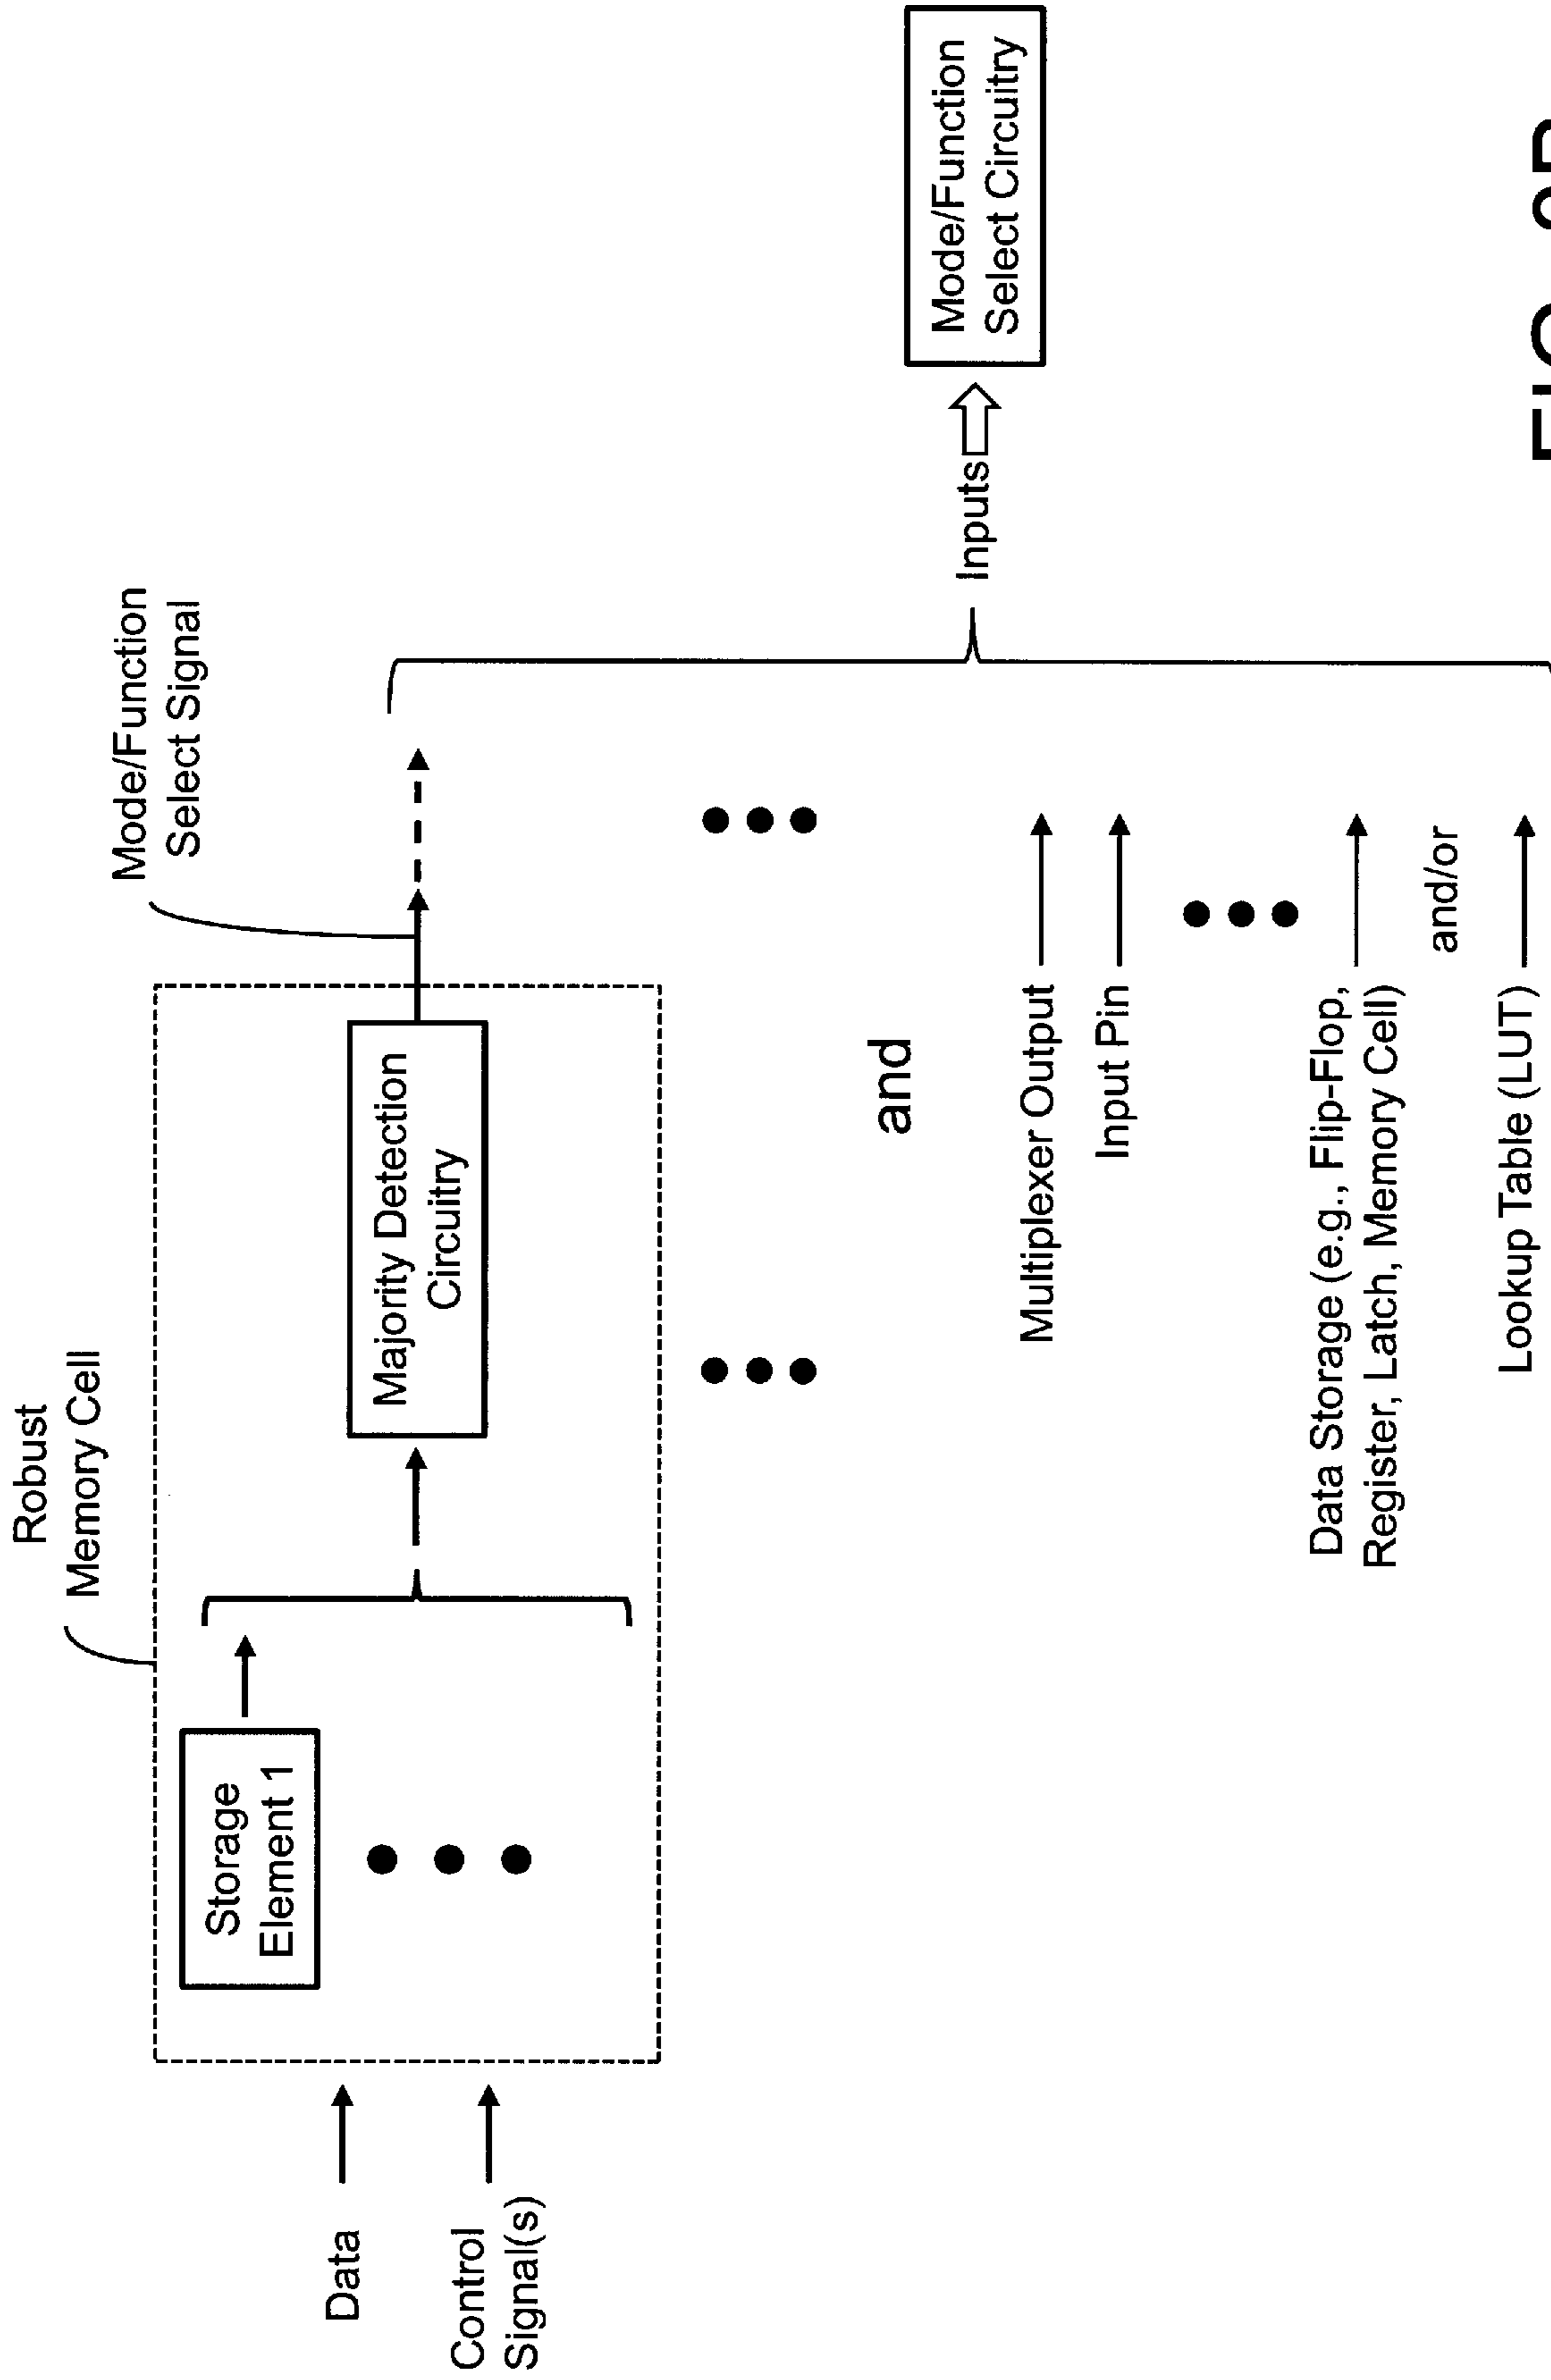 Robust
Memory Cell
Mode/Function
Select Signal
Data
Control
Signal(s)
Storage
Element 1
Majority Detection
Circuitry
and
Multiplexer Output
Input Pin
Data Storage (e.g., Flip-Flop,
Register, Latch, Memory Cell)
and/or
Lookup Table (LUT)
Inputs
Mode/Function
Select Circuitry